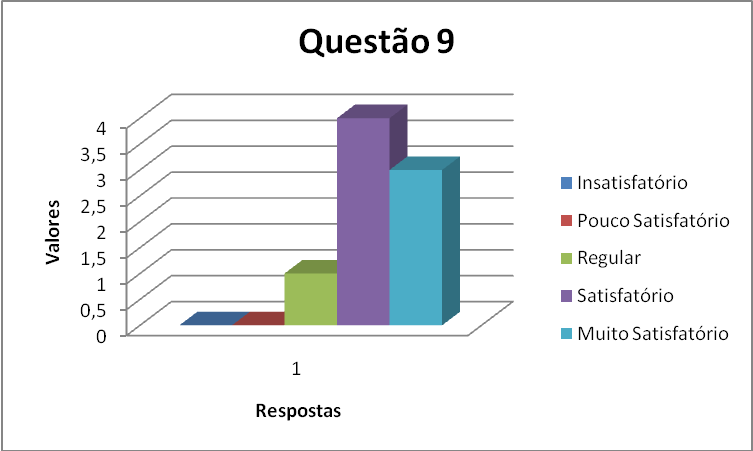 Questão 9
Valores
4
3,5
3
2,5
2
1,5
1
0,5
0
1
Respostas
Insatisfatório
Pouco Satisfatório
Regular
Satisfatório
Muito Satisfatório